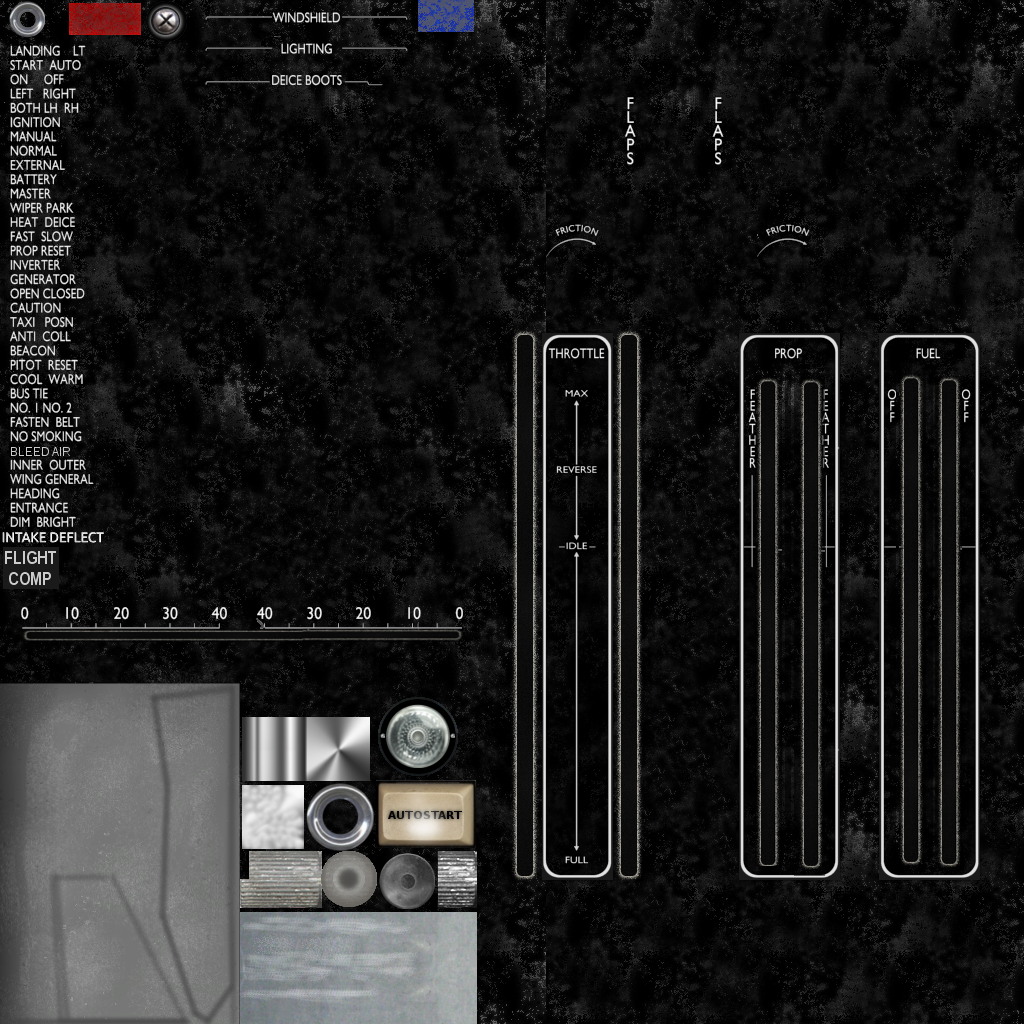 WINDSHIELD
LIGHTING
DEICE BOOTS
LANDING LT
START AUTO
ON OFF
LEFT RIGHT
BOTH LH RH
IGNITION
MANUAL
NORMAL
EXTERNAL
BATTERY
MASTER
WIPER PARK
HEAT DEICE
FAST SLOW
PROP RESET
INVERTER
GENERATOR
OPEN CLOSED
CAUTION
TAXI POSN
ANTI COLL
BEACON
PITOT RESET
COOL WARM
BUS TIE
NO. 1 NO. 2
FASTEN BELT
NO SMOKING
BLEED AIR
INNER OUTER
WING GENERAL
HEADING
ENTRANCE
DIM BRIGHT
INTAKE DEFLECT
FLIGHT
COMP
0 10 20 30 40 40 30 20 10 0
AUTOSTART
FLAPS
FLAPS
FRICTION
FRICTION
THROTTLE
MAX
REVERSE
IDLE
FULL
PROP
FEATHER
FEATHER
FUEL
OFF
OFF